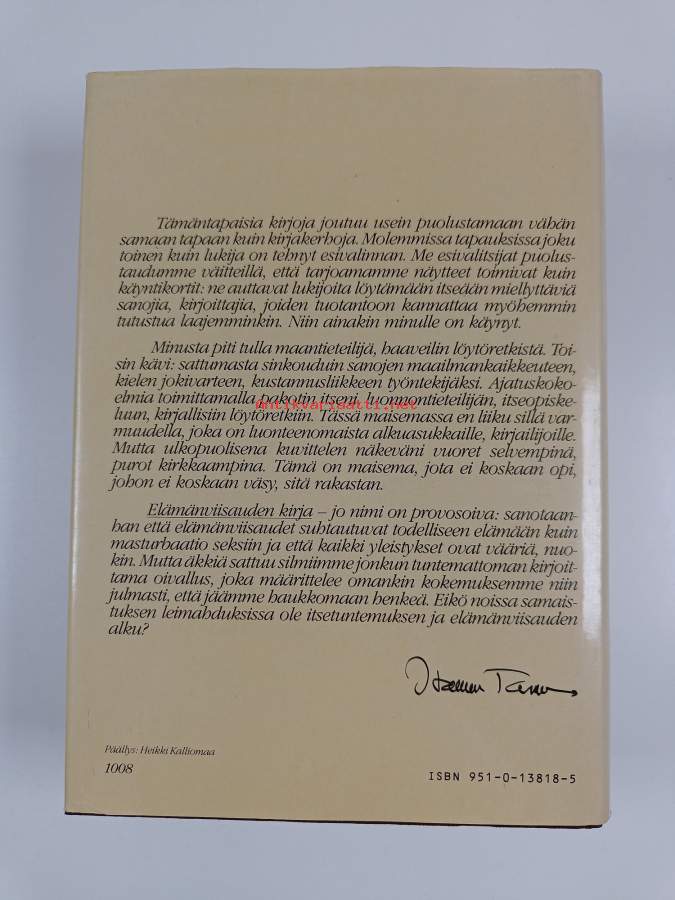 Tämäntapaisia kirjoja joutuu usein puolustamaan vähän
samaan tapaan kuin kirjakerhoja. Molemmissa tapauksissa joku
toinen kuin lukija on tehnyt esivalinnan. Me esivalitsijat puolus-
taudumme väitteillä, että tarjoamamme näytteet toimivat kuin
käyntikortit: ne auttavat lukijoita löytämään itseään miellyttäviä
sanojia, kirjoittajia, joiden tuotantoon kannattaa myöhemmin
tutustua laajemminkin. Niin ainakin minulle on käynyt.
Minusta piti tulla maantieteilijä, haaveilin löytöretkistä. Toi-
sin kävi: sattumasta sinkouduin sanojen maailmankaikkeuteen,
kielen jokivarteen, kustannusliikkeen työntekijäksi. Ajatuskoko-
elmia toimittamalla pakotin itseni, luonnontieteilijän, itseopiske-
antikvariaatti.net
luun, kirjallisiin löytöretkiin. Tässä maisemassa en liiku sillä var-
muudella, joka on luonteenomaista alkuasukkaille, kirjailijoille.
Mutta ulkopuolisena kuvittelen näkeväni vuoret selvempinä,
purot kirkkaampina. Tämä on maisema, jota ei koskaan opi,
johon ei koskaan väsy, sitä rakastan.
Elämänviisauden kirja – jo nimi on provosoiva: sanotaan-
han että elämänviisaudet suhtautuvat todelliseen elämään kuin
masturbaatio seksiin ja että kaikki yleistykset ovat vääriä, nuo-
kin. Mutta äkkiä sattuu silmiimme jonkun tuntemattoman kirjoit-
tama oivallus, joka määrittelee omankin kokemuksemme niin
julmasti, että jäämme haukkomaan henkeä. Eikö noissa samais-
tuksen leimahduksissa ole itsetuntemuksen ja elämänviisauden
alku?
Päällys: Heikki Kalliomaa
1008
ISBN 951-0-13818-5